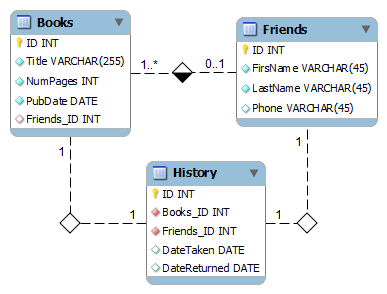 Books
ID INT
Title VARCHAR(255)
NumPages INT
PubDate DATE
Friends_ID INT
1..*
0..1
Friends
ID INT
FirsName VARCHAR(45)
LastName VARCHAR(45)
Phone VARCHAR(45)
1
1
1
1
History
ID INT
Books_ID INT
Friends_ID INT
DateTaken DATE
DateReturned DATE